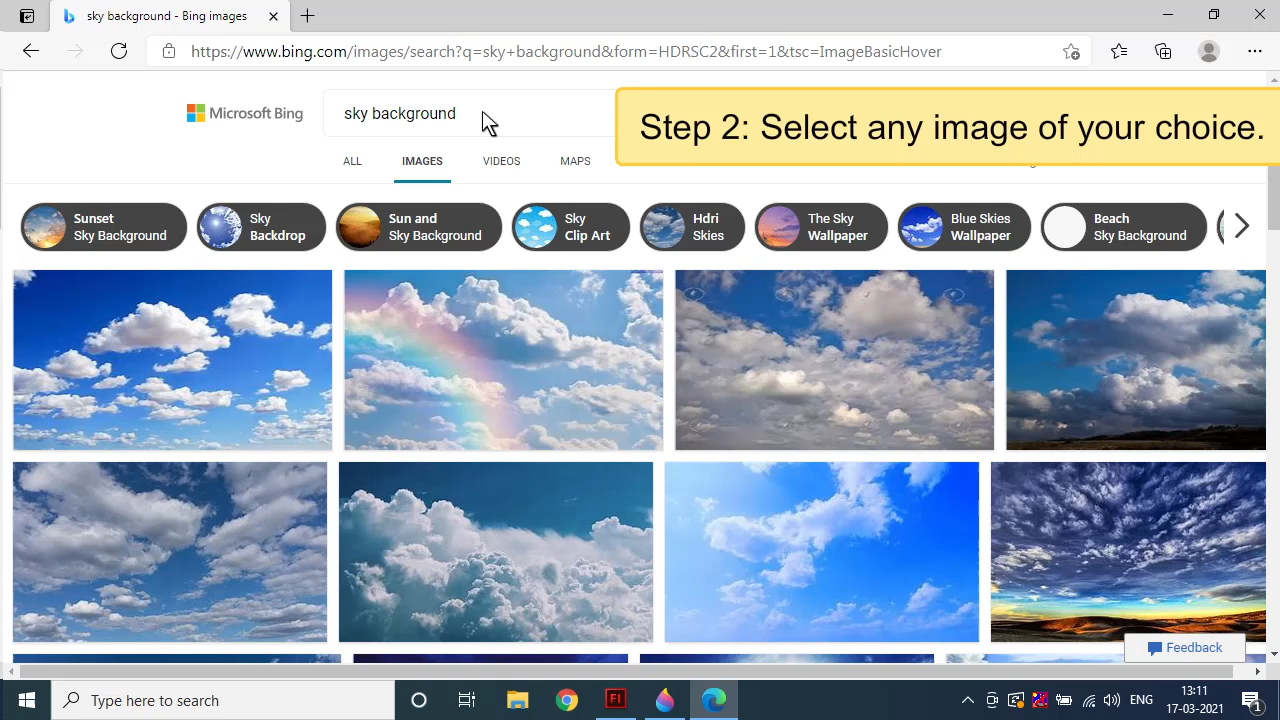 sky background - Bing images
https://www.bing.com/images/search?q=sky+background&form=HDRSC2&first=1&tsc=ImageBasicHover
Microsoft Bing
sky background
Step 2: Select any image of your choice.
ALL
IMAGES
VIDEOS
MAPS
Sunset
Sky Background
Sky
Backdrop
Sun and
Sky Background
Sky
Clip Art
Hdri
Skies
The Sky
Wallpaper
Blue Skies
Wallpaper
Beach
Sky Background
Feedback
Type here to search
Fl
ENG
13:11
17-03-2021
1